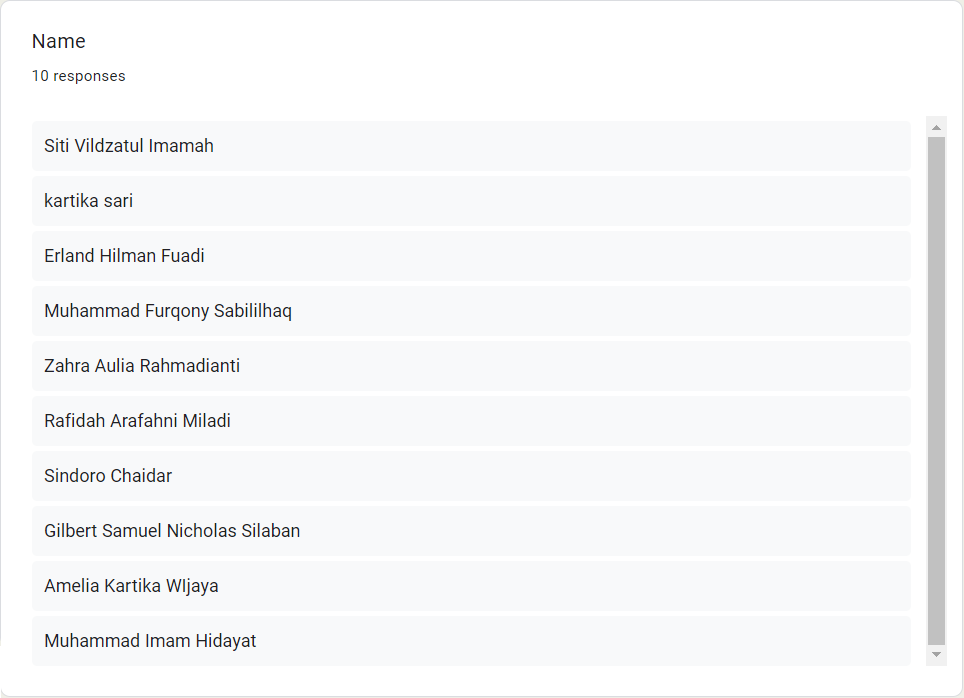 Name
10 responses
Siti Vildzatul Imamah
kartika sari
Erland Hilman Fuadi
Muhammad Furqony Sabililhaq
Zahra Aulia Rahmadianti
Rafidah Arafahni Miladi
Sindoro Chaidar
Gilbert Samuel Nicholas Silaban
Amelia Kartika WIjaya
Muhammad Imam Hidayat